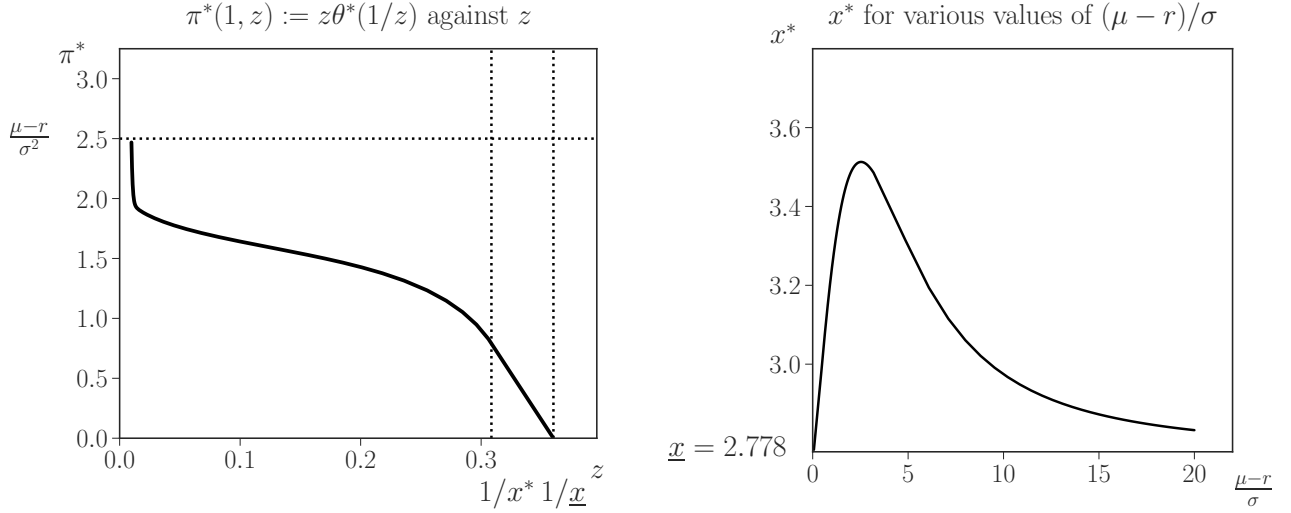 π*(1, z) := zθ*(1/z) against z
π*
3.0
μ−r/σ²
2.5
2.0
1.5
1.0
0.5
0.0
0.0 0.1 0.2 0.3 z
1/x* 1/x̲
x* for various values of (μ − r)/σ
x*
3.6
3.4
3.2
3.0
x̲ = 2.778
0 5 10 15 20 μ−r/σ